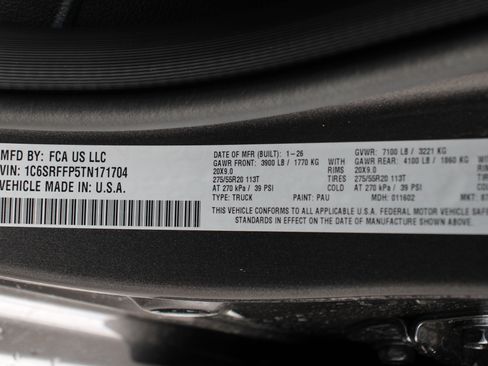 MFD BY: FCA US LLC
VIN: 1C6SRFFP5TN171704
VEHICLE MADE IN: U.S.A.
DATE OF MFR (BUILT): 1-26
GAWR FRONT: 3900 LB / 1770 KG
20X9.0
275/55R20 113T
AT 270 kPa / 39 PSI
TYPE: TRUCK PAINT: PAU MDH: 011602 MKT:
GVWR: 7100 LB / 3221 KG
GAWR REAR: 4100 LB / 1860 KG
RIMS 20X9.0
TIRES 275/55R20 113T
COLD AT 270 kPa / 39 PSI
RIMS
TIRES
COLD
THIS VEHICLE CONFORMS TO ALL APPLICABLE U.S.A. FEDERAL MOTOR VEHICLE SAFETY
STANDARDS IN EFFECT ON THE DATE OF MANUFACTURE SHOWN ABOVE.